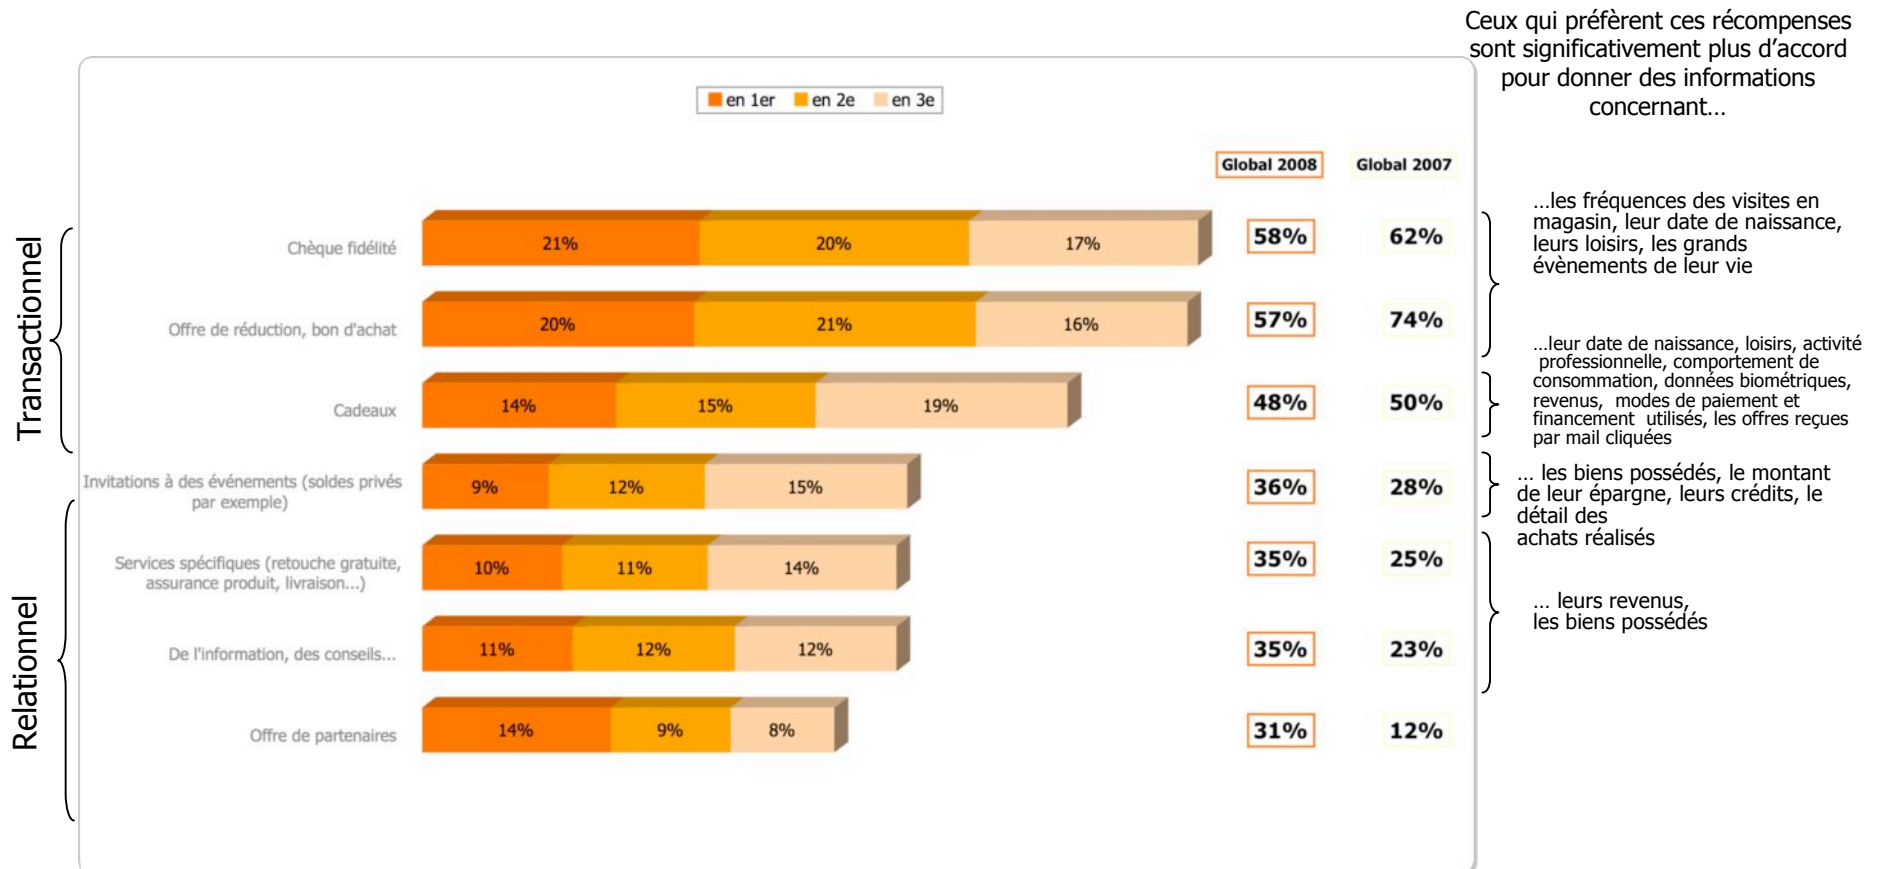 Ceux qui préfèrent ces récompenses
sont significativement plus d’accord
pour donner des informations
concernant…
en 1er en 2e en 3e
Global 2008 Global 2007
Transactionnel
Chèque fidélité
21% 20% 17% 58% 62%
Offre de réduction, bon d'achat
20% 21% 16% 57% 74%
Cadeaux
14% 15% 19% 48% 50%
Relationnel
Invitations à des événements (soldes privés
par exemple)
9% 12% 15% 36% 28%
Services spécifiques (retouche gratuite,
assurance produit, livraison...)
10% 11% 14% 35% 25%
De l'information, des conseils...
11% 12% 12% 35% 23%
Offre de partenaires
14% 9% 8% 31% 12%
…les fréquences des visites en
magasin, leur date de naissance,
leurs loisirs, les grands
évènements de leur vie
…leur date de naissance, loisirs, activité
professionnelle, comportement de
consommation, données biométriques,
revenus, modes de paiement et
financement utilisés, les offres reçues
par mail cliquées
… les biens possédés, le montant
de leur épargne, leurs crédits, le
détail des
achats réalisés
… leurs revenus,
les biens possédés